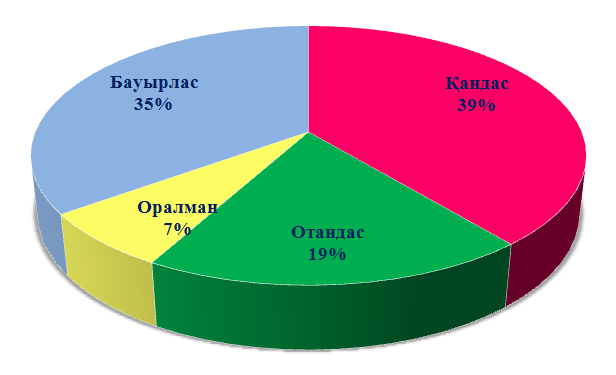 Бауырлас
35%
Қандас
39%
Оралман
7%
Отандас
19%